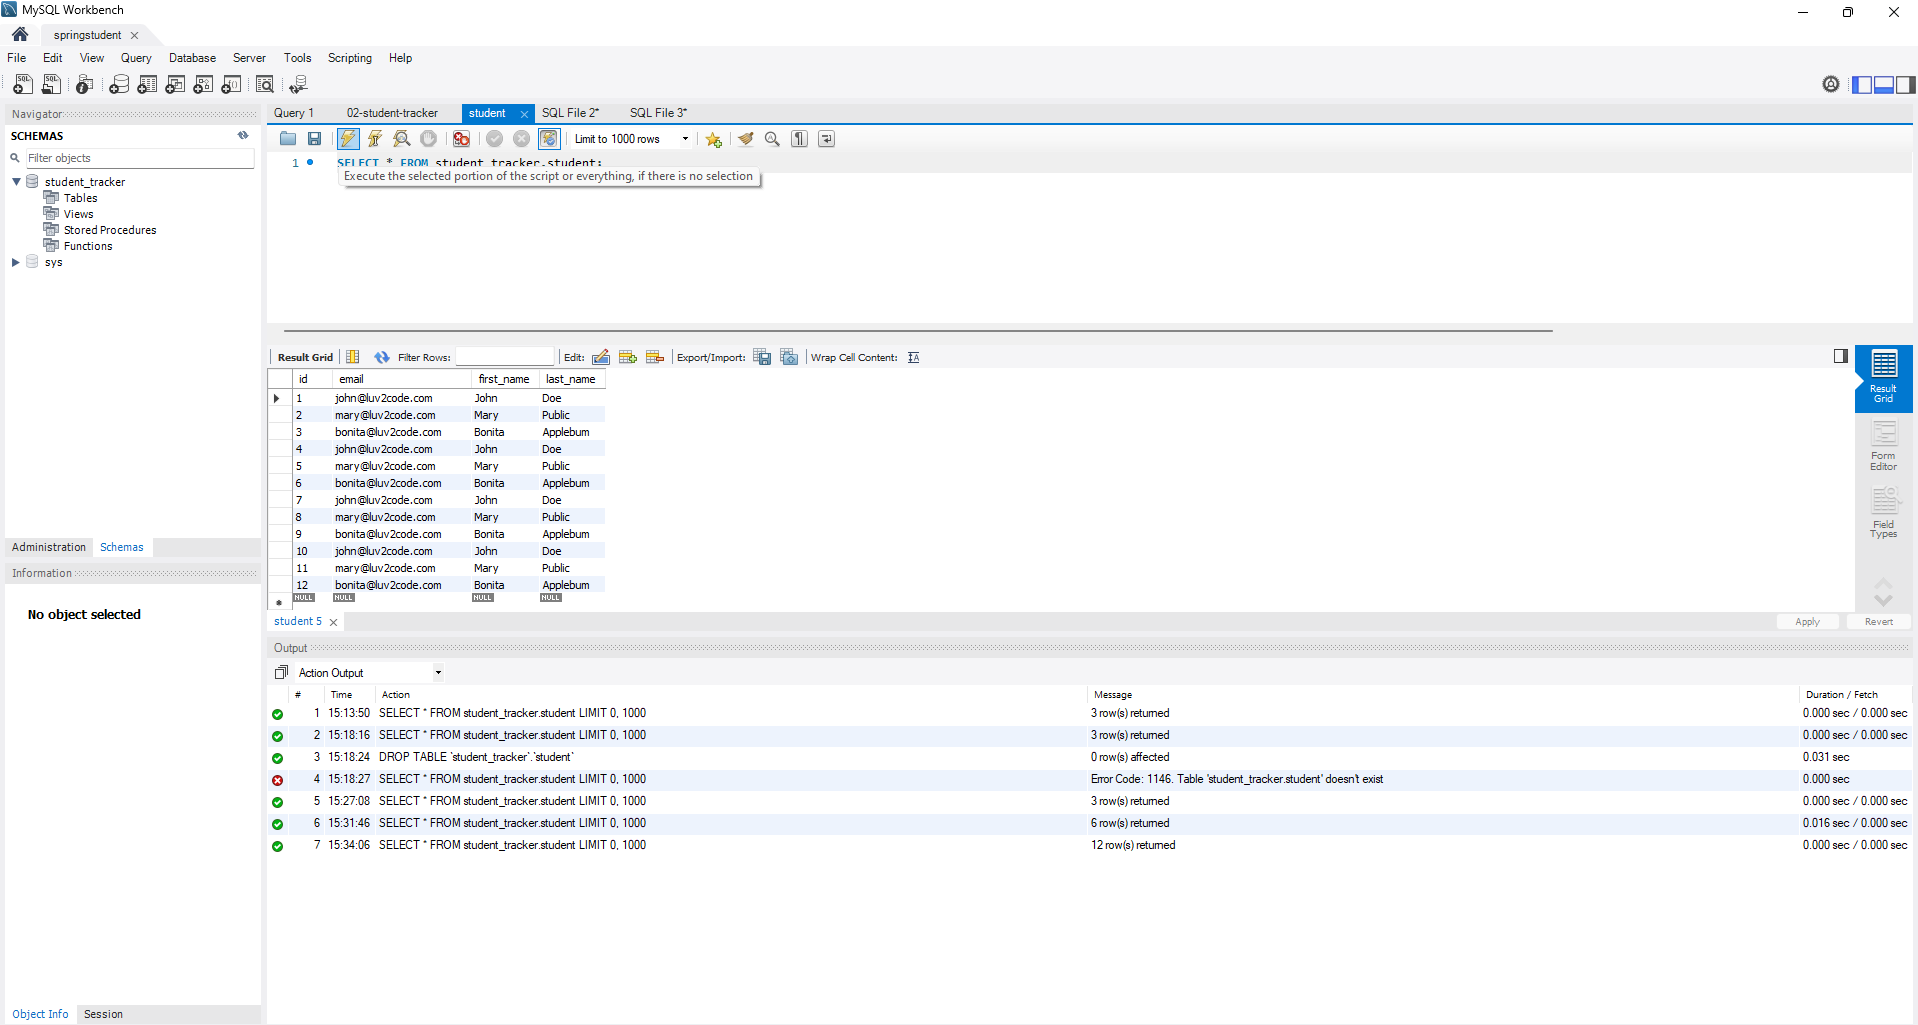 MySQL Workbench
springstudent
File Edit View Query Database Server Tools Scripting Help
Navigator
SCHEMAS
Filter objects
student_tracker
Tables
Views
Stored Procedures
Functions
sys
Administration Schemas
Information
No object selected
Object Info Session
Query 1 02-student-tracker student SQL File 2* SQL File 3*
Limit to 1000 rows
1 SELECT * FROM student_tracker.student;
Execute the selected portion of the script or everything, if there is no selection
Result Grid Filter Rows: Edit: Export/Import: Wrap Cell Content:
id email first_name last_name
1 john@luv2code.com John Doe
2 mary@luv2code.com Mary Public
3 bonita@luv2code.com Bonita Applebum
4 john@luv2code.com John Doe
5 mary@luv2code.com Mary Public
6 bonita@luv2code.com Bonita Applebum
7 john@luv2code.com John Doe
8 mary@luv2code.com Mary Public
9 bonita@luv2code.com Bonita Applebum
10 john@luv2code.com John Doe
11 mary@luv2code.com Mary Public
12 bonita@luv2code.com Bonita Applebum
NULL NULL NULL NULL
Result
Grid
Form
Editor
Field
Types
student 5
Apply Revert
Output
Action Output
# Time Action Message Duration / Fetch
1 15:13:50 SELECT * FROM student_tracker.student LIMIT 0, 1000 3 row(s) returned 0.000 sec / 0.000 sec
2 15:18:16 SELECT * FROM student_tracker.student LIMIT 0, 1000 3 row(s) returned 0.000 sec / 0.000 sec
3 15:18:24 DROP TABLE `student_tracker`.`student` 0 row(s) affected 0.031 sec
4 15:18:27 SELECT * FROM student_tracker.student LIMIT 0, 1000 Error Code: 1146. Table 'student_tracker.student' doesn't exist 0.000 sec
5 15:27:08 SELECT * FROM student_tracker.student LIMIT 0, 1000 3 row(s) returned 0.000 sec / 0.000 sec
6 15:31:46 SELECT * FROM student_tracker.student LIMIT 0, 1000 6 row(s) returned 0.016 sec / 0.000 sec
7 15:34:06 SELECT * FROM student_tracker.student LIMIT 0, 1000 12 row(s) returned 0.000 sec / 0.000 sec